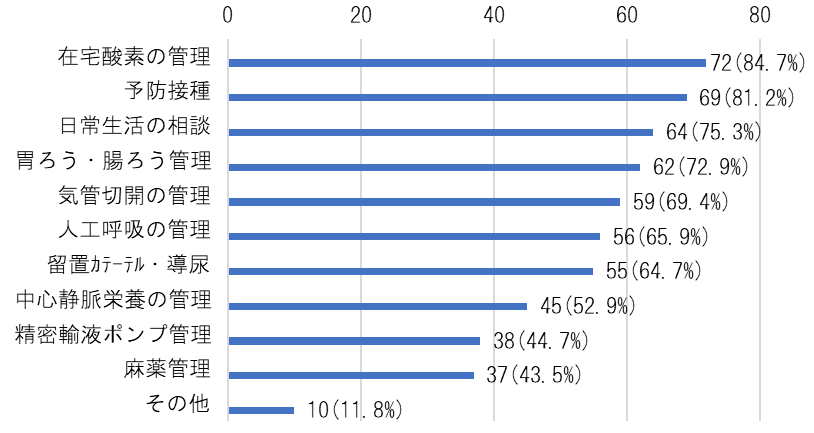 0 20 40 60 80
在宅酸素の管理 72(84.7%)
予防接種 69(81.2%)
日常生活の相談 64(75.3%)
胃ろう・腸ろう管理 62(72.9%)
気管切開の管理 59(69.4%)
人工呼吸の管理 56(65.9%)
留置ｶﾃｰﾃﾙ・導尿 55(64.7%)
中心静脈栄養の管理 45(52.9%)
精密輸液ポンプ管理 38(44.7%)
麻薬管理 37(43.5%)
その他 10(11.8%)